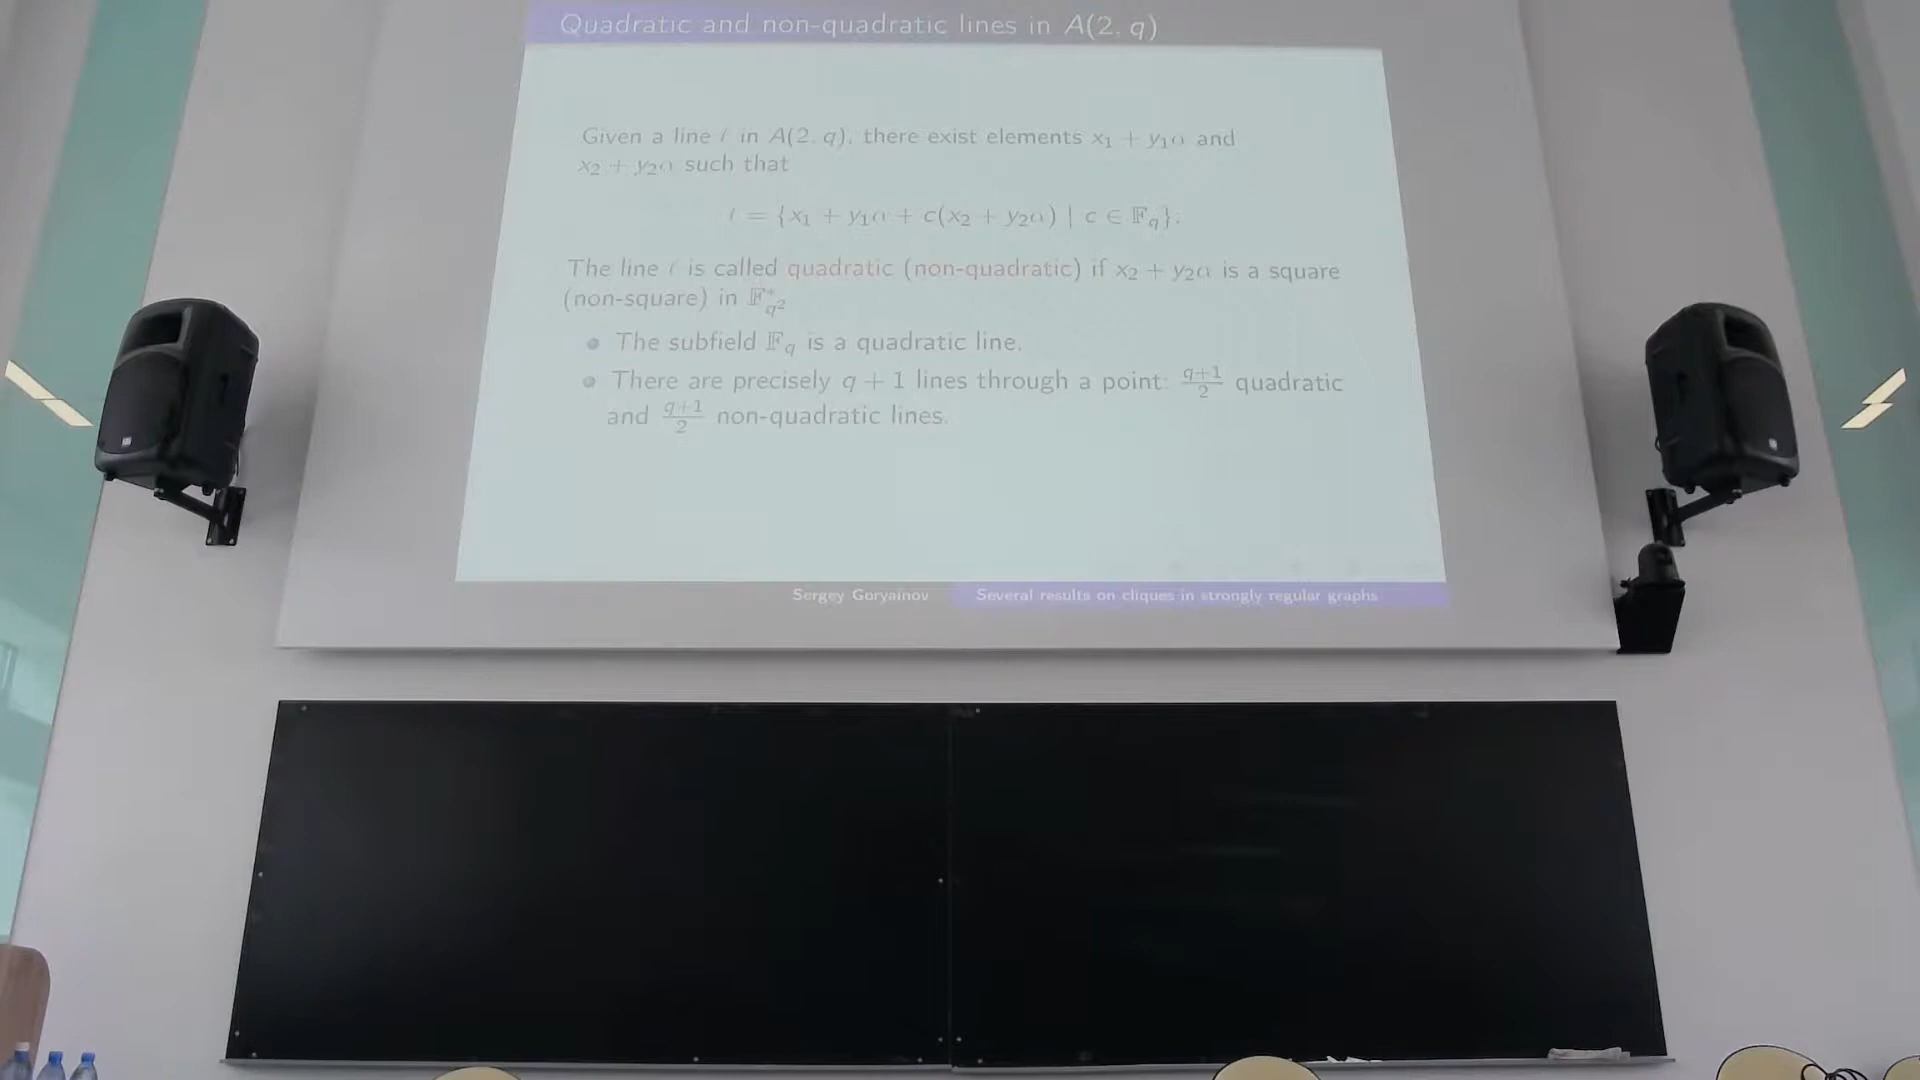 Quadratic and non-quadratic lines in A(2, q)
Given a line ℓ in A(2, q), there exist elements x₁ + y₁α and
x₂ + y₂α such that
ℓ = {x₁ + y₁α + c(x₂ + y₂α) | c ∈ 𝔽_q}.
The line ℓ is called quadratic (non-quadratic) if x₂ + y₂α is a square
(non-square) in 𝔽*_{q²}
• The subfield 𝔽_q is a quadratic line.
• There are precisely q + 1 lines through a point: (q+1)/2 quadratic
and (q+1)/2 non-quadratic lines.
Sergey Goryainov Several results on cliques in strongly regular graphs